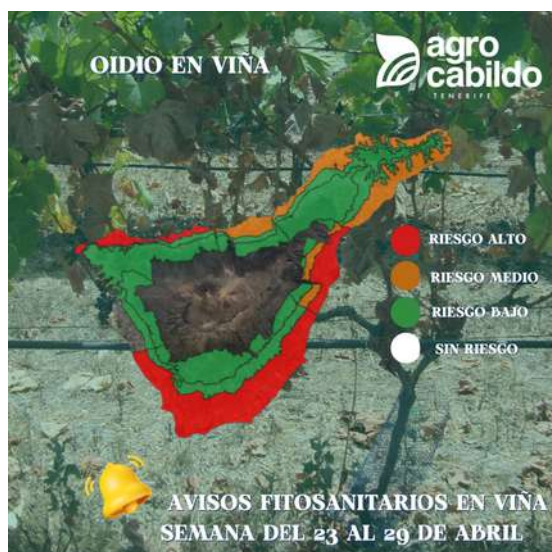 OIDIO EN VIÑA
agro
cabildo
TENERIFE
RIESGO ALTO
RIESGO MEDIO
RIESGO BAJO
SIN RIESGO
AVISOS FITOSANITARIOS EN VIÑA
SEMANA DEL 23 AL 29 DE ABRIL